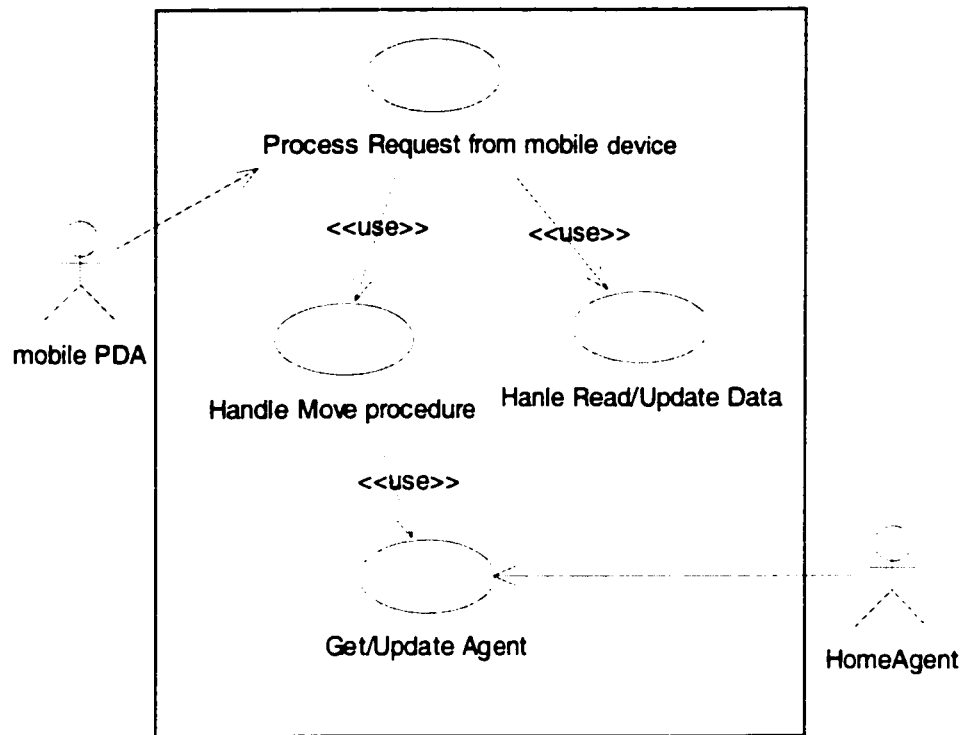 Process Request from mobile device
<<use>>
<<use>>
mobile PDA
Handle Move procedure
Hanle Read/Update Data
<<use>>
Get/Update Agent
HomeAgent